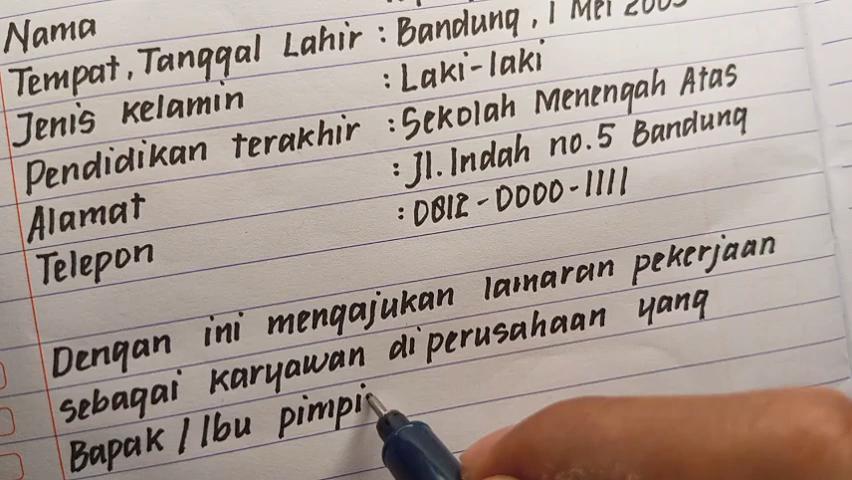 Nama
Tempat, Tanggal Lahir : Bandung, 1 Mei
Jenis Kelamin : Laki-laki
Pendidikan terakhir : Sekolah Menengah Atas
Alamat : Jl. Indah no. 5 Bandung
Telepon : 0812-0000-1111
Dengan ini mengajukan lamaran pekerjaan
sebagai karyawan di perusahaan yang
Bapak / Ibu pimpi